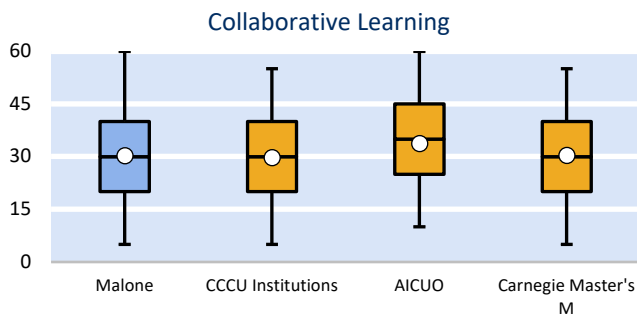 Collaborative Learning
60
45
30
15
0
Malone
CCCU Institutions
AICUO
Carnegie Master's
M